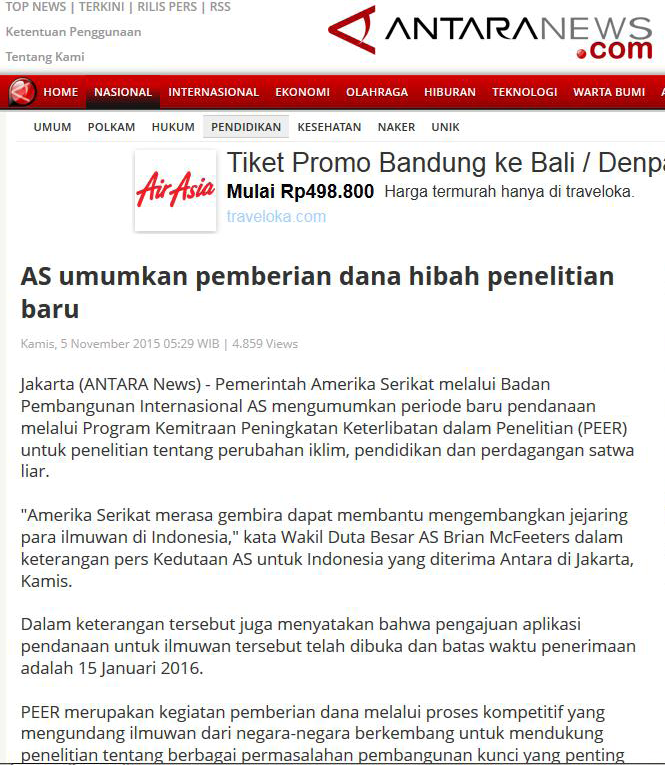 TOP NEWS | TERKINI | RILIS PERS | RSS
Ketentuan Penggunaan
Tentang Kami
ANTARANEWS
.com
HOME NASIONAL INTERNASIONAL EKONOMI OLAHRAGA HIBURAN TEKNOLOGI WARTA BUMI
UMUM POLKAM HUKUM PENDIDIKAN KESEHATAN NAKER UNIK
AirAsia
Tiket Promo Bandung ke Bali / Denpa
Mulai Rp498.800 Harga termurah hanya di traveloka.
traveloka.com
AS umumkan pemberian dana hibah penelitian
baru
Kamis, 5 November 2015 05:29 WIB | 4.859 Views
Jakarta (ANTARA News) - Pemerintah Amerika Serikat melalui Badan
Pembangunan Internasional AS mengumumkan periode baru pendanaan
melalui Program Kemitraan Peningkatan Keterlibatan dalam Penelitian (PEER)
untuk penelitian tentang perubahan iklim, pendidikan dan perdagangan satwa
liar.
"Amerika Serikat merasa gembira dapat membantu mengembangkan jejaring
para ilmuwan di Indonesia," kata Wakil Duta Besar AS Brian McFeeters dalam
keterangan pers Kedutaan AS untuk Indonesia yang diterima Antara di Jakarta,
Kamis.
Dalam keterangan tersebut juga menyatakan bahwa pengajuan aplikasi
pendanaan untuk ilmuwan tersebut telah dibuka dan batas waktu penerimaan
adalah 15 Januari 2016.
PEER merupakan kegiatan pemberian dana melalui proses kompetitif yang
mengundang ilmuwan dari negara-negara berkembang untuk mendukung
penelitian tentang berbagai permasalahan pembangunan kunci yang penting